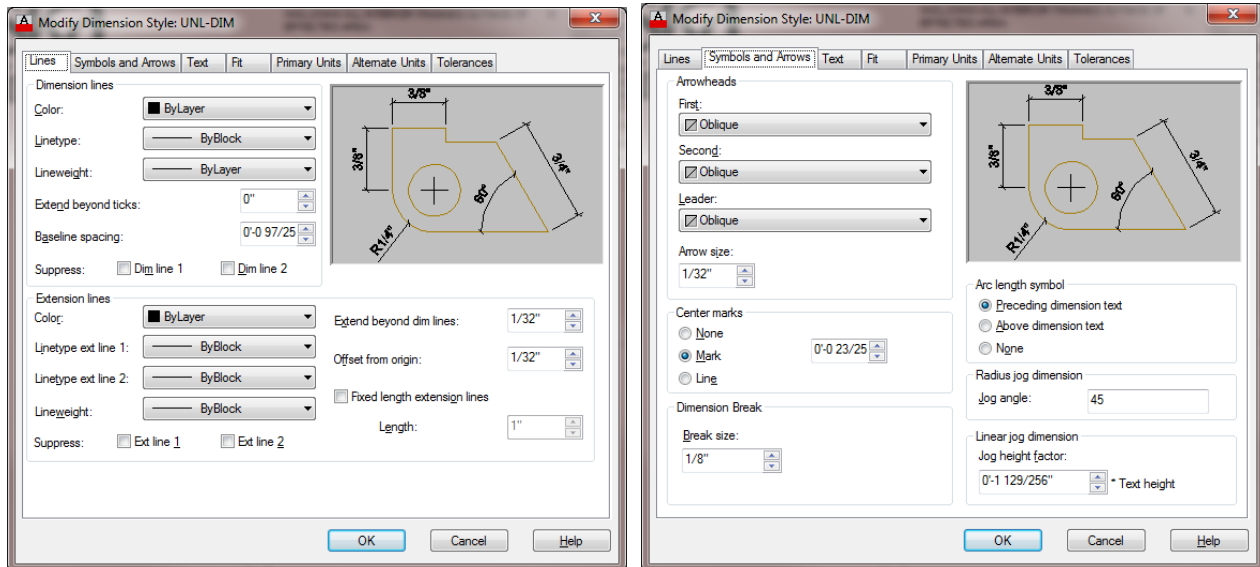 Modify Dimension Style: UNL-DIM
Lines Symbols and Arrows Text Fit Primary Units Alternate Units Tolerances
Dimension lines
Color: ByLayer
Linetype: ByBlock
Lineweight: ByLayer
Extend beyond ticks: 0"
Baseline spacing: 0'-0 97/25
Suppress: Dim line 1 Dim line 2
3/8"
3/8"
3/4"
60°
R1/4"
Extension lines
Color: ByLayer
Linetype ext line 1: ByBlock
Linetype ext line 2: ByBlock
Lineweight: ByBlock
Suppress: Ext line 1 Ext line 2
Extend beyond dim lines: 1/32"
Offset from origin: 1/32"
Fixed length extension lines
Length: 1"
OK Cancel Help
Modify Dimension Style: UNL-DIM
Lines Symbols and Arrows Text Fit Primary Units Alternate Units Tolerances
Arrowheads
First:
Oblique
Second:
Oblique
Leader:
Oblique
Arrow size:
1/32"
Center marks
None
Mark 0'-0 23/25
Line
Dimension Break
Break size:
1/8"
3/8"
3/8"
3/4"
60°
R1/4"
Arc length symbol
Preceding dimension text
Above dimension text
None
Radius jog dimension
Jog angle: 45
Linear jog dimension
Jog height factor:
0'-1 129/256" * Text height
OK Cancel Help